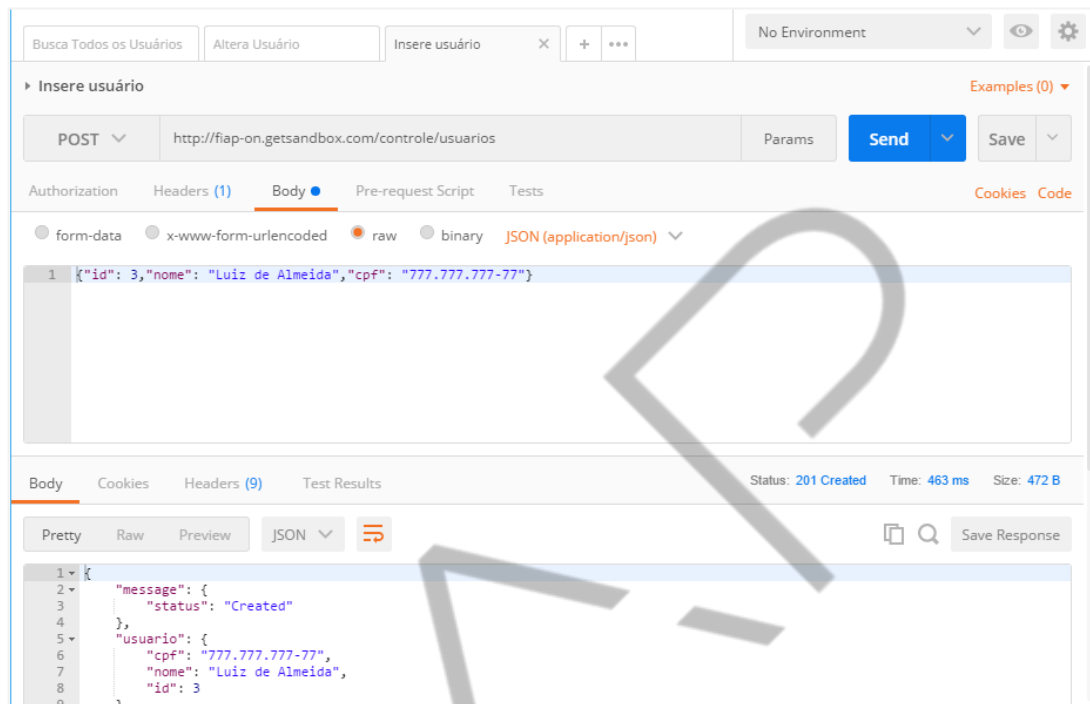 Busca Todos os Usuários Altera Usuário Insere usuário × + ••• No Environment
Insere usuário Examples (0)
POST http://fiap-on.getsandbox.com/controle/usuarios Params Send Save
Authorization Headers (1) Body Pre-request Script Tests Cookies Code
form-data x-www-form-urlencoded raw binary JSON (application/json)
1 {"id": 3,"nome": "Luiz de Almeida","cpf": "777.777.777-77"}
Body Cookies Headers (9) Test Results Status: 201 Created Time: 463 ms Size: 472 B
Pretty Raw Preview JSON Save Response
1 {
2 "message": {
3 "status": "Created"
4 },
5 "usuario": {
6 "cpf": "777.777.777-77",
7 "nome": "Luiz de Almeida",
8 "id": 3
9 }